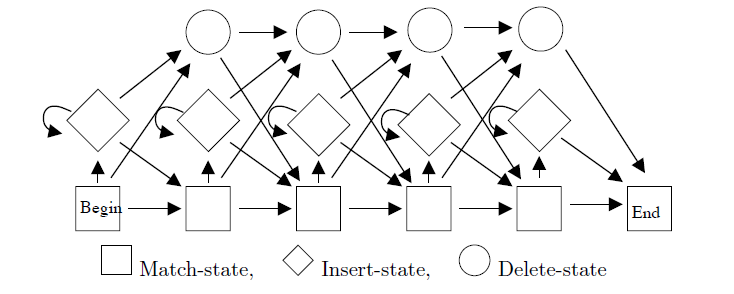 Begin
End
Match-state, Insert-state, Delete-state